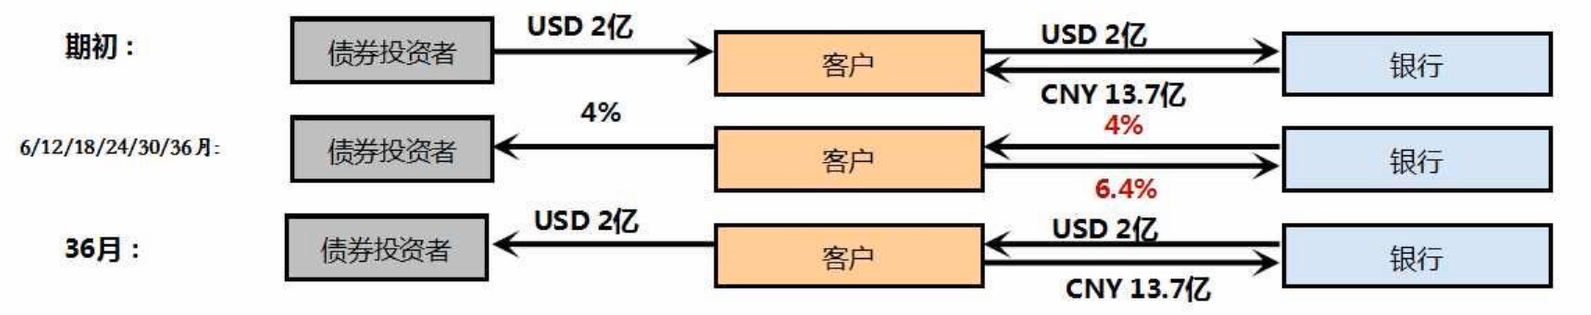 期初：
债券投资者
USD 2亿
客户
USD 2亿
CNY 13.7亿
银行
6/12/18/24/30/36月:
债券投资者
4%
客户
4%
6.4%
银行
36月：
债券投资者
USD 2亿
客户
USD 2亿
CNY 13.7亿
银行